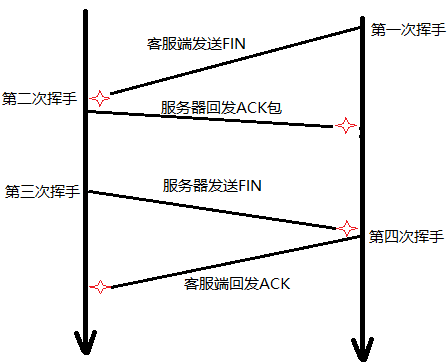 第一次挥手
客服端发送FIN
第二次挥手
服务器回发ACK包
服务器发送FIN
第三次挥手
第四次挥手
客服端回发ACK